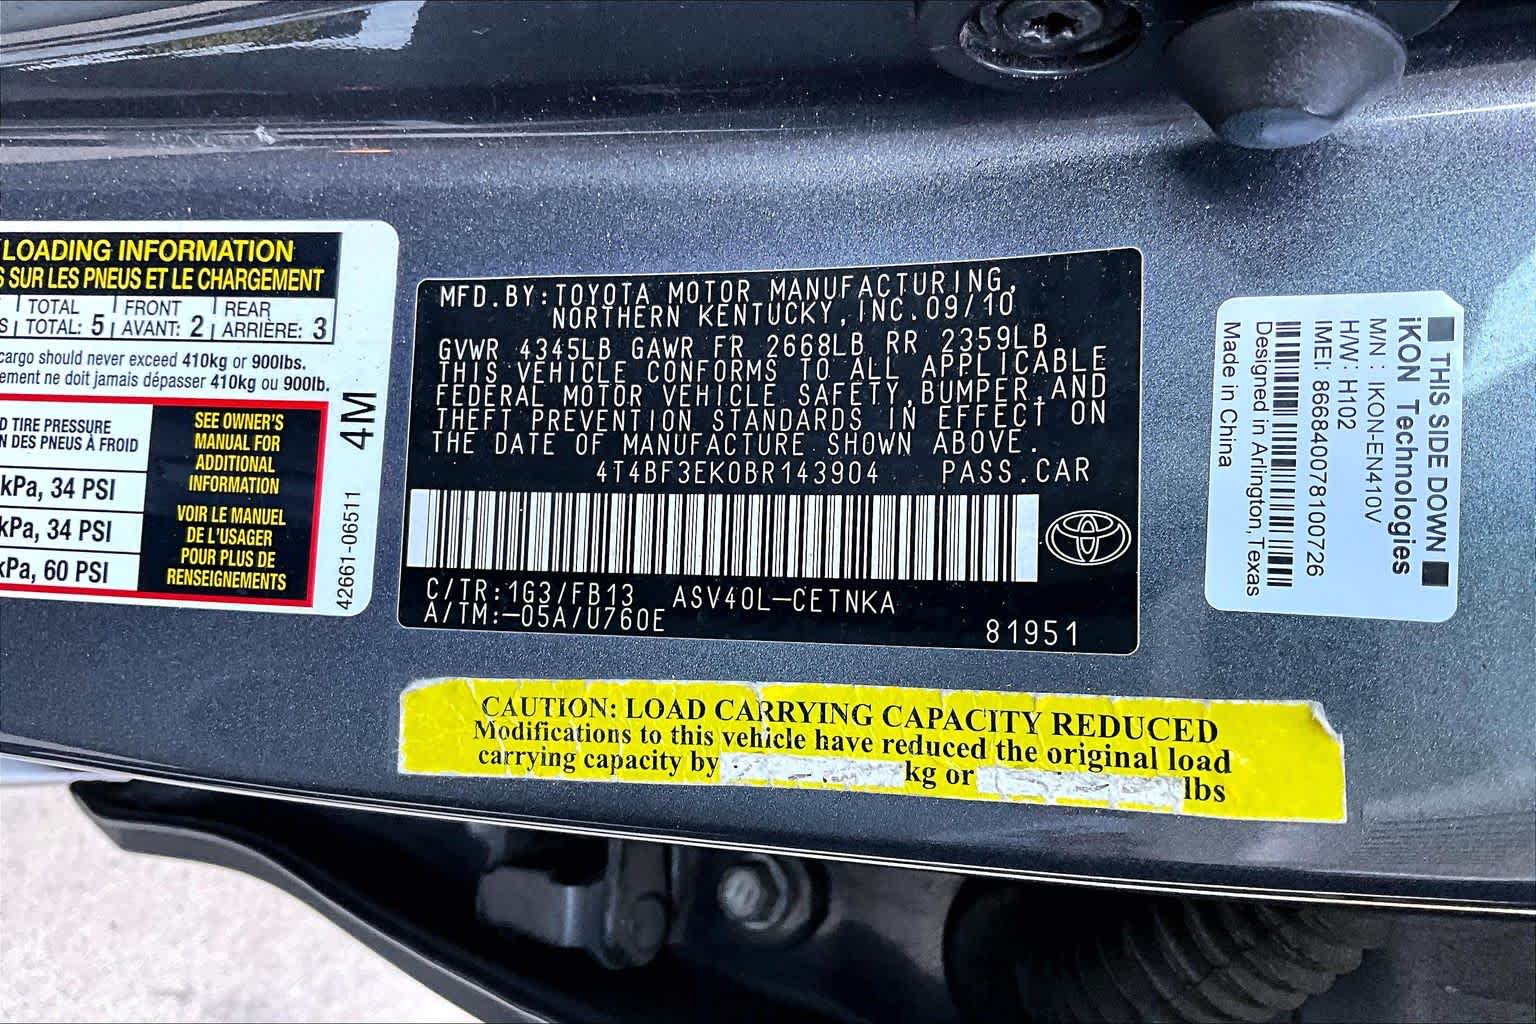 LOADING INFORMATION
SUR LES PNEUS ET LE CHARGEMENT
TOTAL | FRONT | REAR
TOTAL: 5 | AVANT: 2 | ARRIÈRE: 3
cargo should never exceed 410kg or 900lbs.
ement ne doit jamais dépasser 410kg ou 900lb.
D TIRE PRESSURE
N DES PNEUS À FROID
kPa, 34 PSI
kPa, 34 PSI
kPa, 60 PSI
SEE OWNER'S
MANUAL FOR
ADDITIONAL
INFORMATION
VOIR LE MANUEL
DE L'USAGER
POUR PLUS DE
RENSEIGNEMENTS
4M
42661-06511
MFD.BY:TOYOTA MOTOR MANUFACTURING,
NORTHERN KENTUCKY,INC.09/10
GVWR 4345LB GAWR FR 2668LB RR 2359LB
THIS VEHICLE CONFORMS TO ALL APPLICABLE
FEDERAL MOTOR VEHICLE SAFETY,BUMPER,AND
THEFT PREVENTION STANDARDS IN EFFECT ON
THE DATE OF MANUFACTURE SHOWN ABOVE.
4T4BF3EK0BR143904 PASS.CAR
C/TR:1G3/FB13 ASV40L-CETNKA
A/TM:-05A/U760E
81951
CAUTION: LOAD CARRYING CAPACITY REDUCED
Modifications to this vehicle have reduced the original load
carrying capacity by kg or lbs
THIS SIDE DOWN
iKON Technologies
MN : IKON-EN410V
H/W : H102
IMEI: 866840078100726
Designed in Arlington, Texas
Made in China